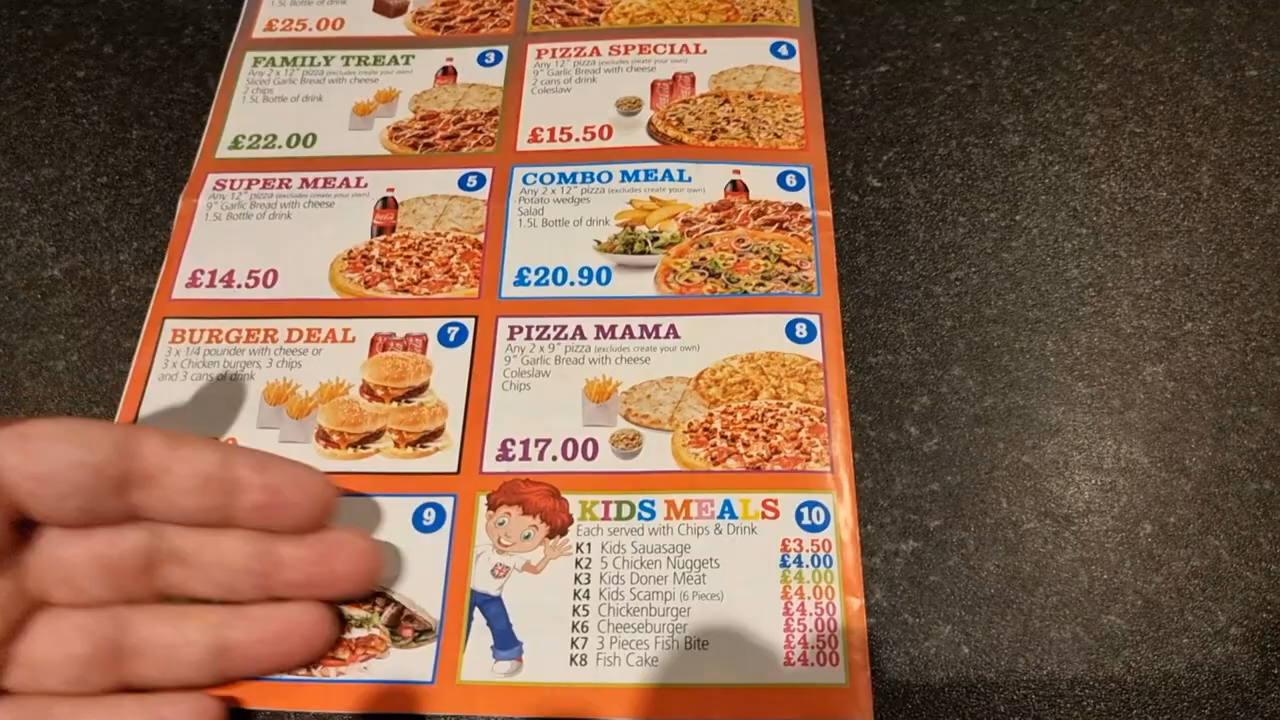 1.5L Bottle of drink
£25.00
FAMILY TREAT
3
Any 2 x 12" pizza (excludes create your own)
Sliced Garlic Bread with cheese
2 chips
1.5L Bottle of drink
£22.00
PIZZA SPECIAL
4
Any 12" pizza (excludes create your own)
9" Garlic Bread with cheese
2 cans of drink
Coleslaw
£15.50
SUPER MEAL
5
Any 12" pizza (excludes create your own)
9" Garlic Bread with cheese
1.5L Bottle of drink
£14.50
COMBO MEAL
6
Any 2 x 12" pizza (excludes create your own)
Potato wedges
Salad
1.5L Bottle of drink
£20.90
BURGER DEAL
7
3 x 1/4 pounder with cheese or
3 x Chicken burgers, 3 chips
and 3 cans of drink
PIZZA MAMA
8
Any 2 x 9" pizza (excludes create your own)
9" Garlic Bread with cheese
Coleslaw
Chips
£17.00
9
KIDS MEALS
10
Each served with Chips & Drink
K1 Kids Sauasage £3.50
K2 5 Chicken Nuggets £4.00
K3 Kids Doner Meat £4.00
K4 Kids Scampi (6 Pieces) £4.00
K5 Chickenburger £4.50
K6 Cheeseburger £5.00
K7 3 Pieces Fish Bite £4.50
K8 Fish Cake £4.00